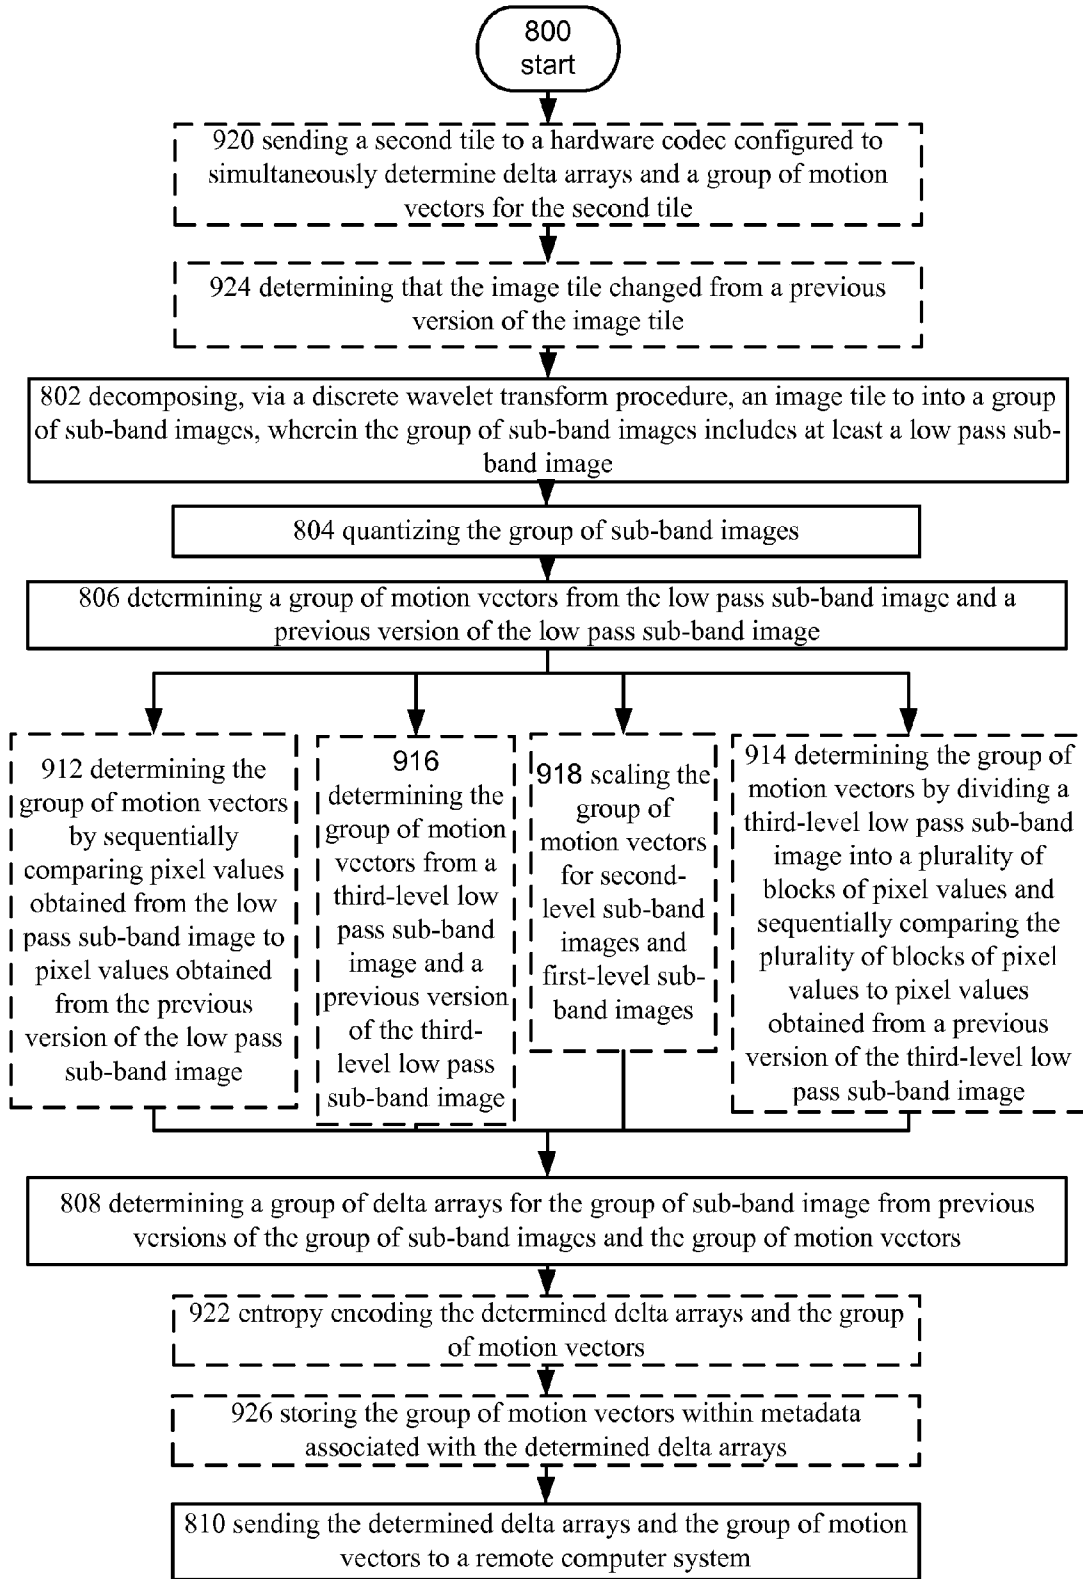 800
start
920 sending a second tile to a hardware codec configured to
simultaneously determine delta arrays and a group of motion
vectors for the second tile
924 determining that the image tile changed from a previous
version of the image tile
802 decomposing, via a discrete wavelet transform procedure, an image tile to into a group
of sub-band images, wherein the group of sub-band images includes at least a low pass sub-
band image
804 quantizing the group of sub-band images
806 determining a group of motion vectors from the low pass sub-band image and a
previous version of the low pass sub-band image
912 determining the
group of motion vectors
by sequentially
comparing pixel values
obtained from the low
pass sub-band image to
pixel values obtained
from the previous
version of the low pass
sub-band image
916
determining the
group of motion
vectors from a
third-level low
pass sub-band
image and a
previous version
of the third-
level low pass
sub-band image
918 scaling the
group of
motion vectors
for second-
level sub-band
images and
first-level sub-
band images
914 determining the group of
motion vectors by dividing a
third-level low pass sub-band
image into a plurality of
blocks of pixel values and
sequentially comparing the
plurality of blocks of pixel
values to pixel values
obtained from a previous
version of the third-level low
pass sub-band image
808 determining a group of delta arrays for the group of sub-band image from previous
versions of the group of sub-band images and the group of motion vectors
922 entropy encoding the determined delta arrays and the group
of motion vectors
926 storing the group of motion vectors within metadata
associated with the determined delta arrays
810 sending the determined delta arrays and the group of motion
vectors to a remote computer system